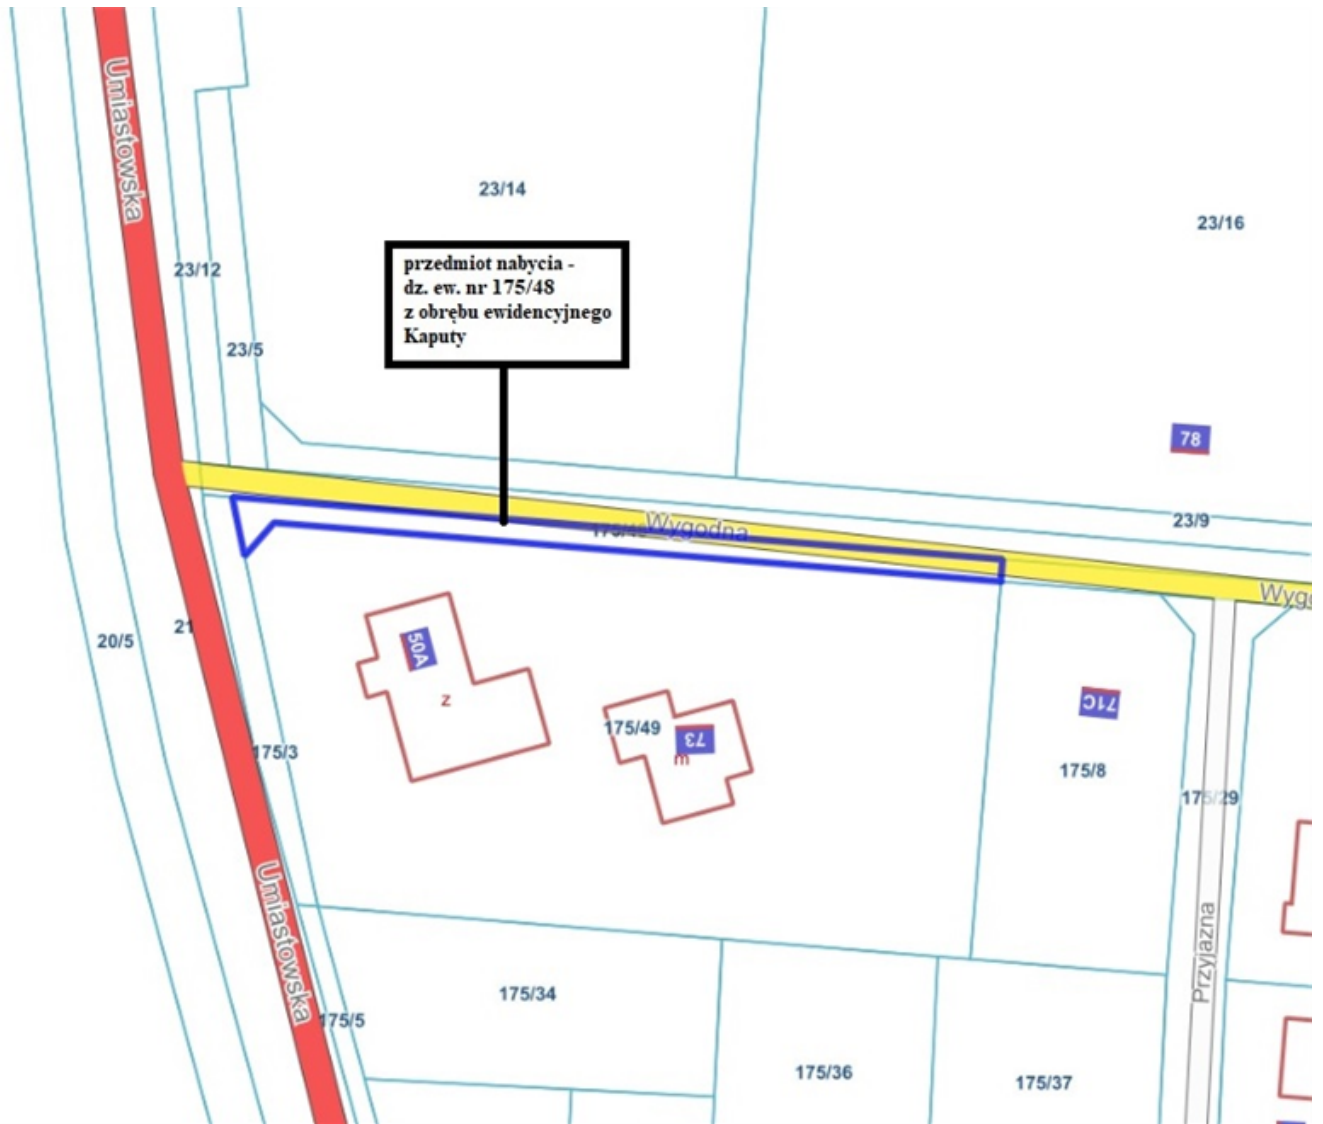 Umiastowska
23/14
23/16
przedmiot nabycia -
dz. ew. nr 175/48
z obrębu ewidencyjnego
Kaputy
23/12
23/5
78
23/9
Wygodna
20/5
21
50A
z
175/3
175/49
73
m
71C
175/8
175/29
Umiastowska
Przyjazna
175/34
175/5
175/36
175/37